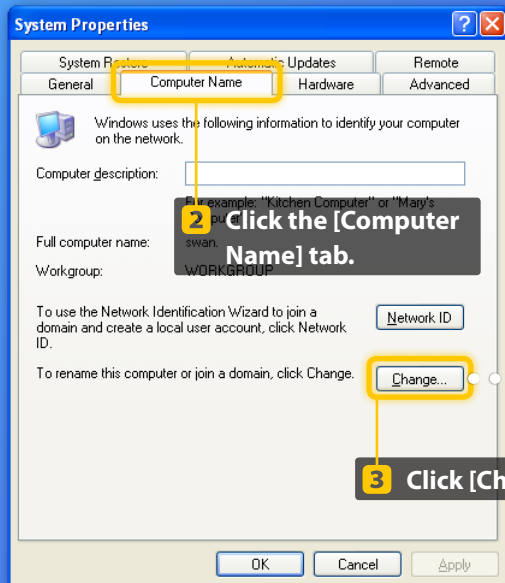 System Properties
System Restore Automatic Updates Remote
General Computer Name Hardware Advanced
Windows uses the following information to identify your computer
on the network.
Computer description:
For example: "Kitchen Computer" or "Mary's
2 Click the [Computer
Name] tab.
Full computer name: swan.
Workgroup: WORKGROUP
To use the Network Identification Wizard to join a
domain and create a local user account, click Network
ID.
Network ID
To rename this computer or join a domain, click Change.
Change...
3 Click [Ch
OK Cancel Apply